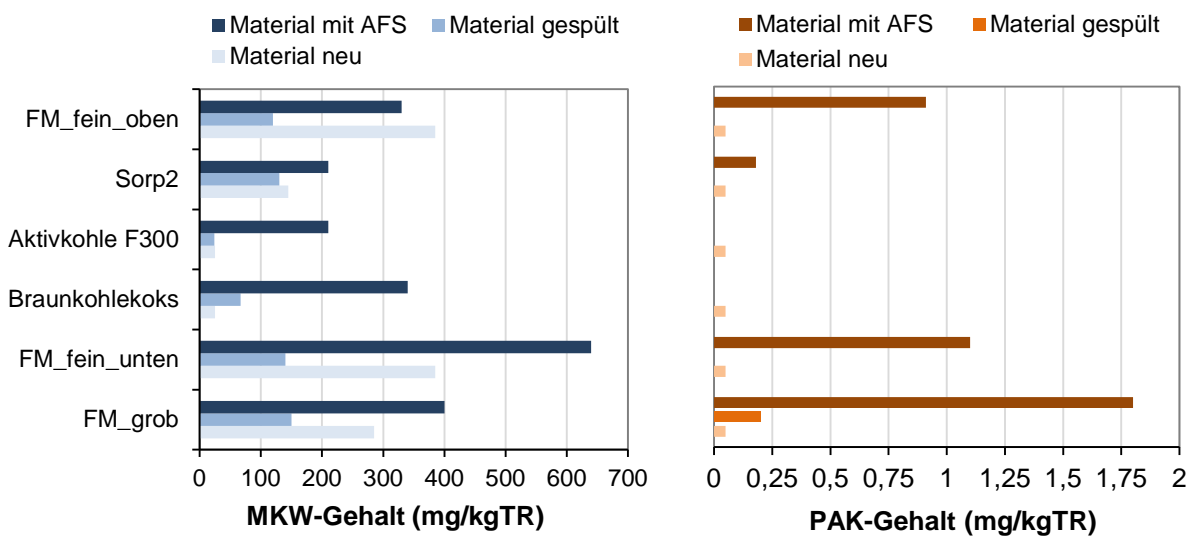 Material mit AFS
Material gespült
Material neu
FM_fein_oben
Sorp2
Aktivkohle F300
Braunkohlekoks
FM_fein_unten
FM_grob
0 100 200 300 400 500 600 700
MKW-Gehalt (mg/kgTR)
Material mit AFS
Material gespült
Material neu
0 0,25 0,5 0,75 1 1,25 1,5 1,75 2
PAK-Gehalt (mg/kgTR)